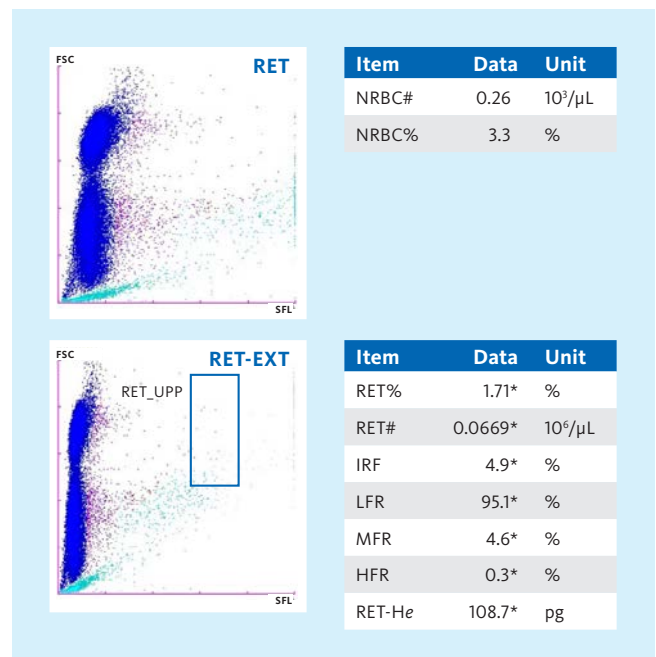 FSC
RET
SFL
Item Data Unit
NRBC# 0.26 10³/µL
NRBC% 3.3 %
FSC
RET-EXT
RET_UPP
SFL
Item Data Unit
RET% 1.71* %
RET# 0.0669* 10⁶/µL
IRF 4.9* %
LFR 95.1* %
MFR 4.6* %
HFR 0.3* %
RET-He 108.7* pg